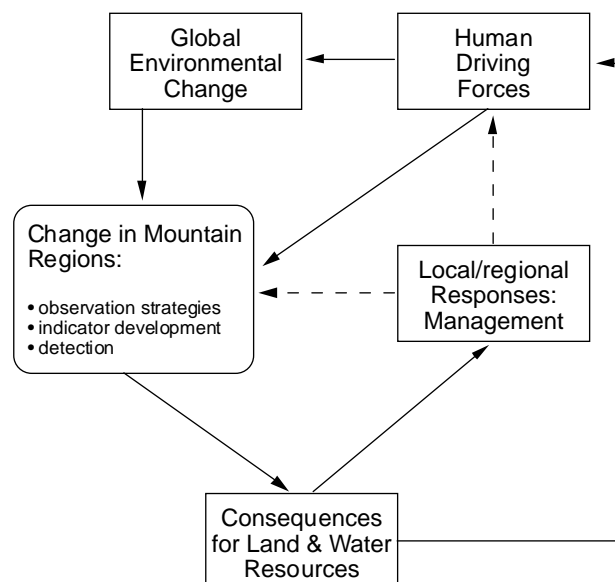 Global
Environmental
Change
Human
Driving
Forces
Change in Mountain
Regions:
• observation strategies
• indicator development
• detection
Local/regional
Responses:
Management
Consequences
for Land & Water
Resources